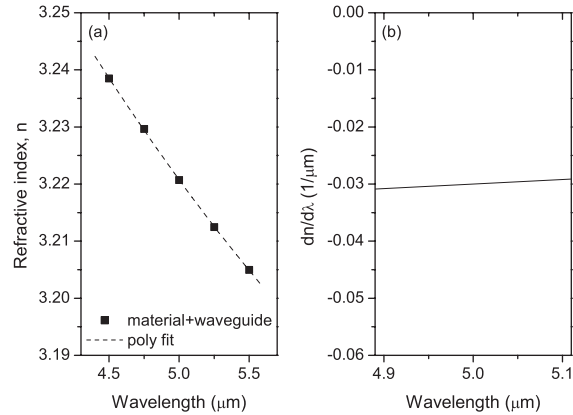 (a)
3.25
3.24
3.23
3.22
3.21
3.20
3.19
Refractive index, n
material+waveguide
poly fit
4.5 5.0 5.5
Wavelength (μm)
(b)
0.00
-0.01
-0.02
-0.03
-0.04
-0.05
-0.06
dn/dλ (1/μm)
4.9 5.0 5.1
Wavelength (μm)